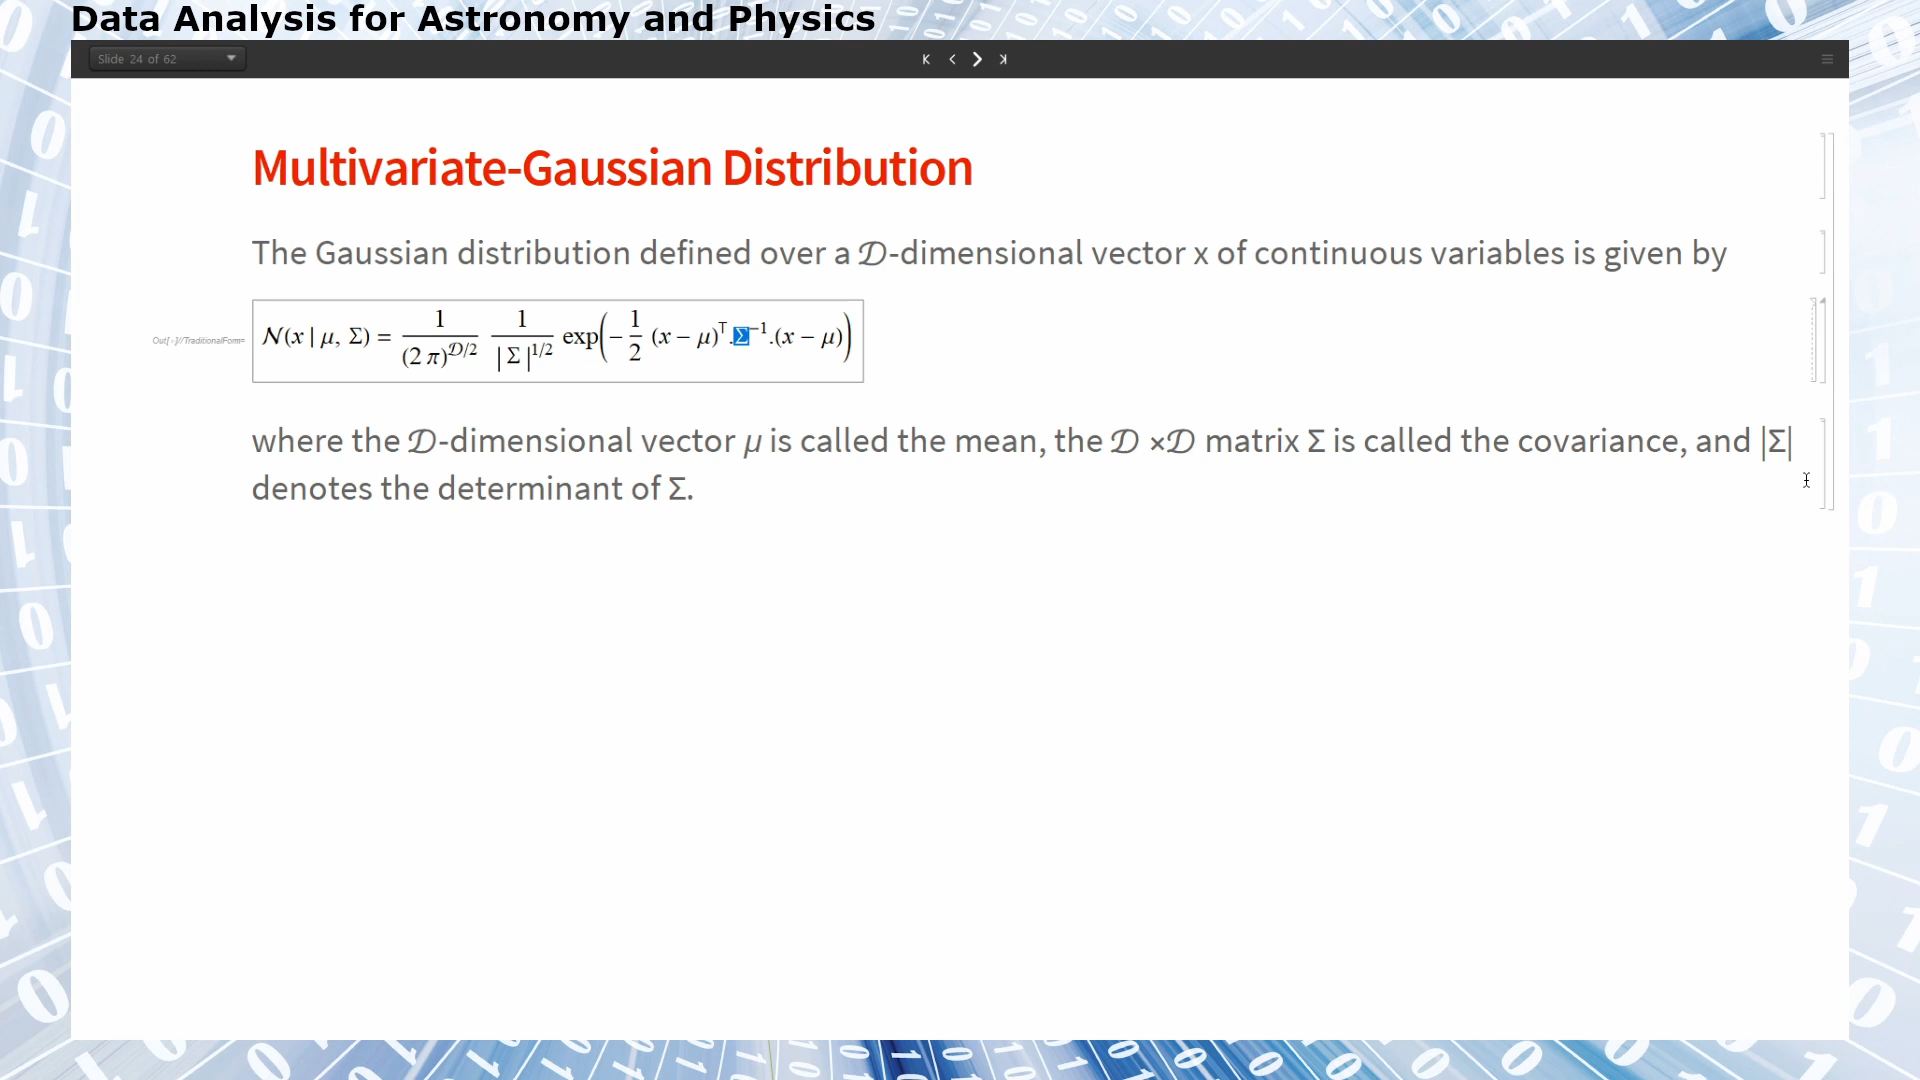 Data Analysis for Astronomy and Physics
Slide 24 of 62
Multivariate-Gaussian Distribution
The Gaussian distribution defined over a 𝒟-dimensional vector x of continuous variables is given by
Out[◦]//TraditionalForm= 𝒩(x | μ, Σ) = 1/(2 π)^𝒟/2 1/| Σ |^1/2 exp(− 1/2 (x − μ)^⊤.Σ^−1.(x − μ))
where the 𝒟-dimensional vector μ is called the mean, the 𝒟 ×𝒟 matrix Σ is called the covariance, and |Σ|
denotes the determinant of Σ.